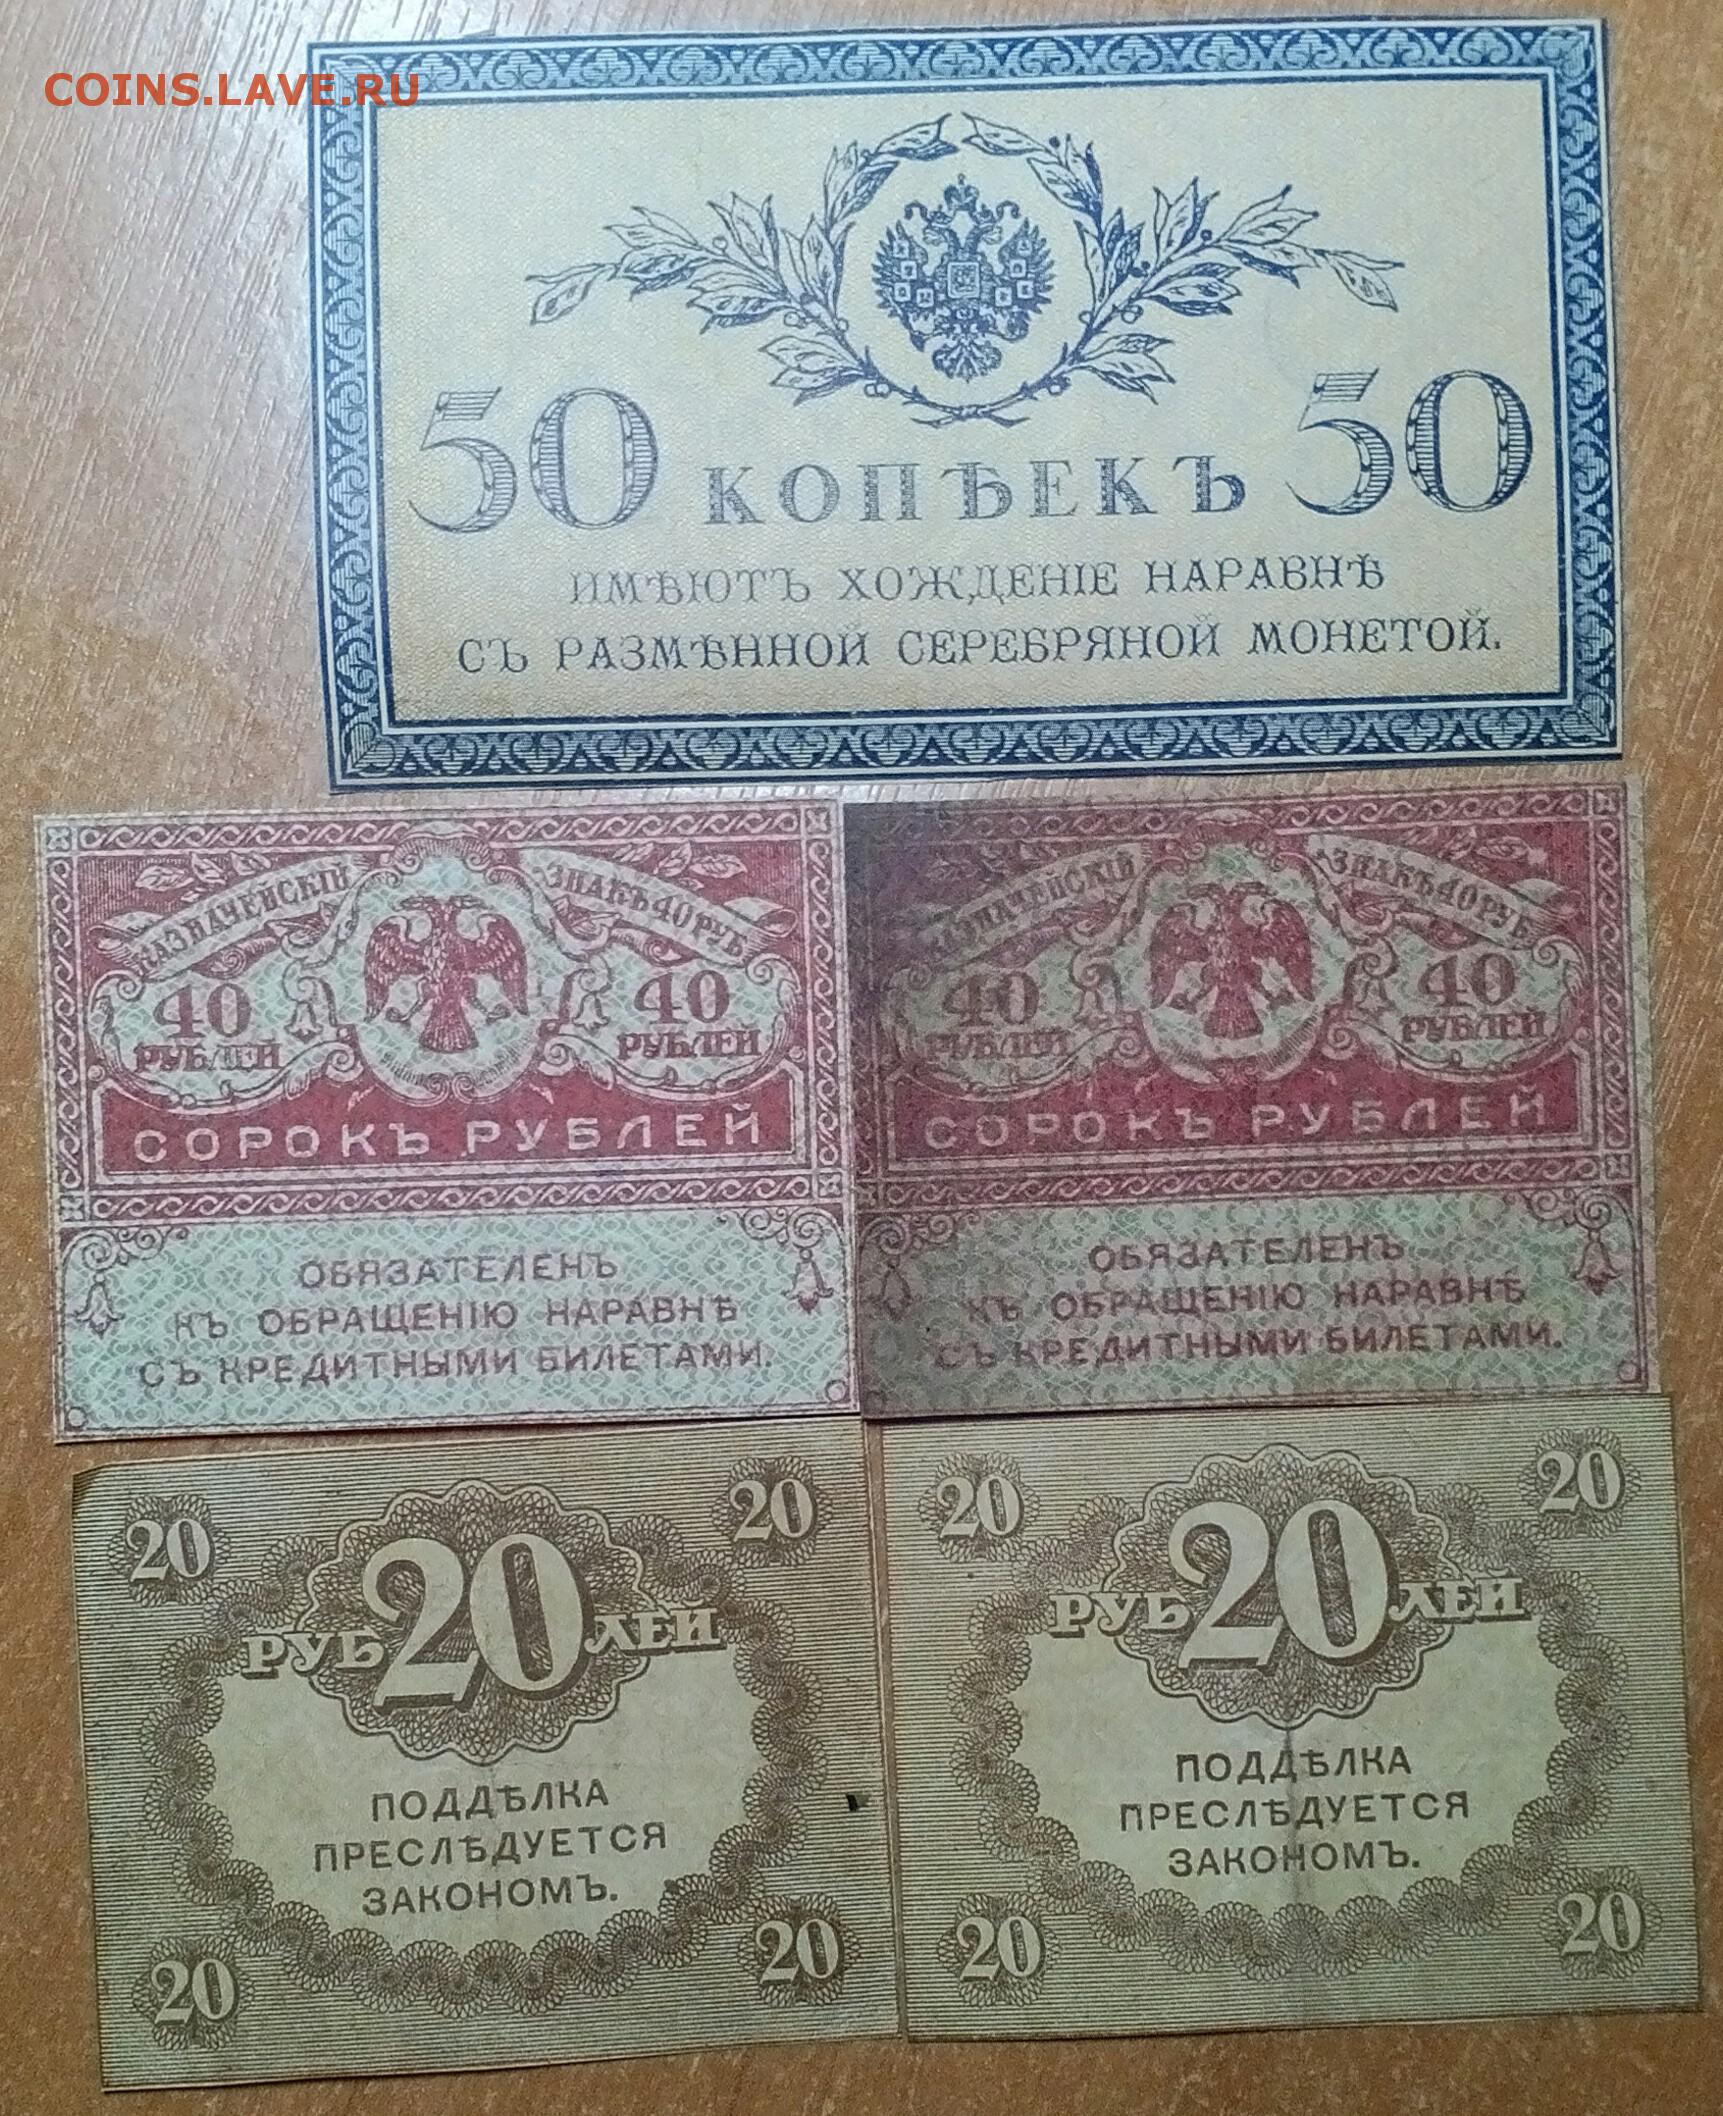 COINS.LAVE.RU
50 КОПѢЕКЪ 50
ИМѢЮТЪ ХОЖДЕНІЕ НАРАВНѢ
СЪ РАЗМѢННОЙ СЕРЕБРЯНОЙ МОНЕТОЙ.
КАЗНАЧЕЙСКІЙ ЗНАКЪ 40 РУБ
40 40
РУБЛЕЙ РУБЛЕЙ
СОРОКЪ РУБЛЕЙ
ОБЯЗАТЕЛЕНЪ
КЪ ОБРАЩЕНІЮ НАРАВНѢ
СЪ КРЕДИТНЫМИ БИЛЕТАМИ.
КАЗНАЧЕЙСКІЙ ЗНАКЪ 40 РУБ
40 40
РУБЛЕЙ РУБЛЕЙ
СОРОКЪ РУБЛЕЙ
ОБЯЗАТЕЛЕНЪ
КЪ ОБРАЩЕНІЮ НАРАВНѢ
СЪ КРЕДИТНЫМИ БИЛЕТАМИ.
20 20
РУБ 20 ЛЕЙ
ПОДДѢЛКА
ПРЕСЛѢДУЕТСЯ
ЗАКОНОМЪ.
20 20
20 20
РУБ 20 ЛЕЙ
ПОДДѢЛКА
ПРЕСЛѢДУЕТСЯ
ЗАКОНОМЪ.
20 20